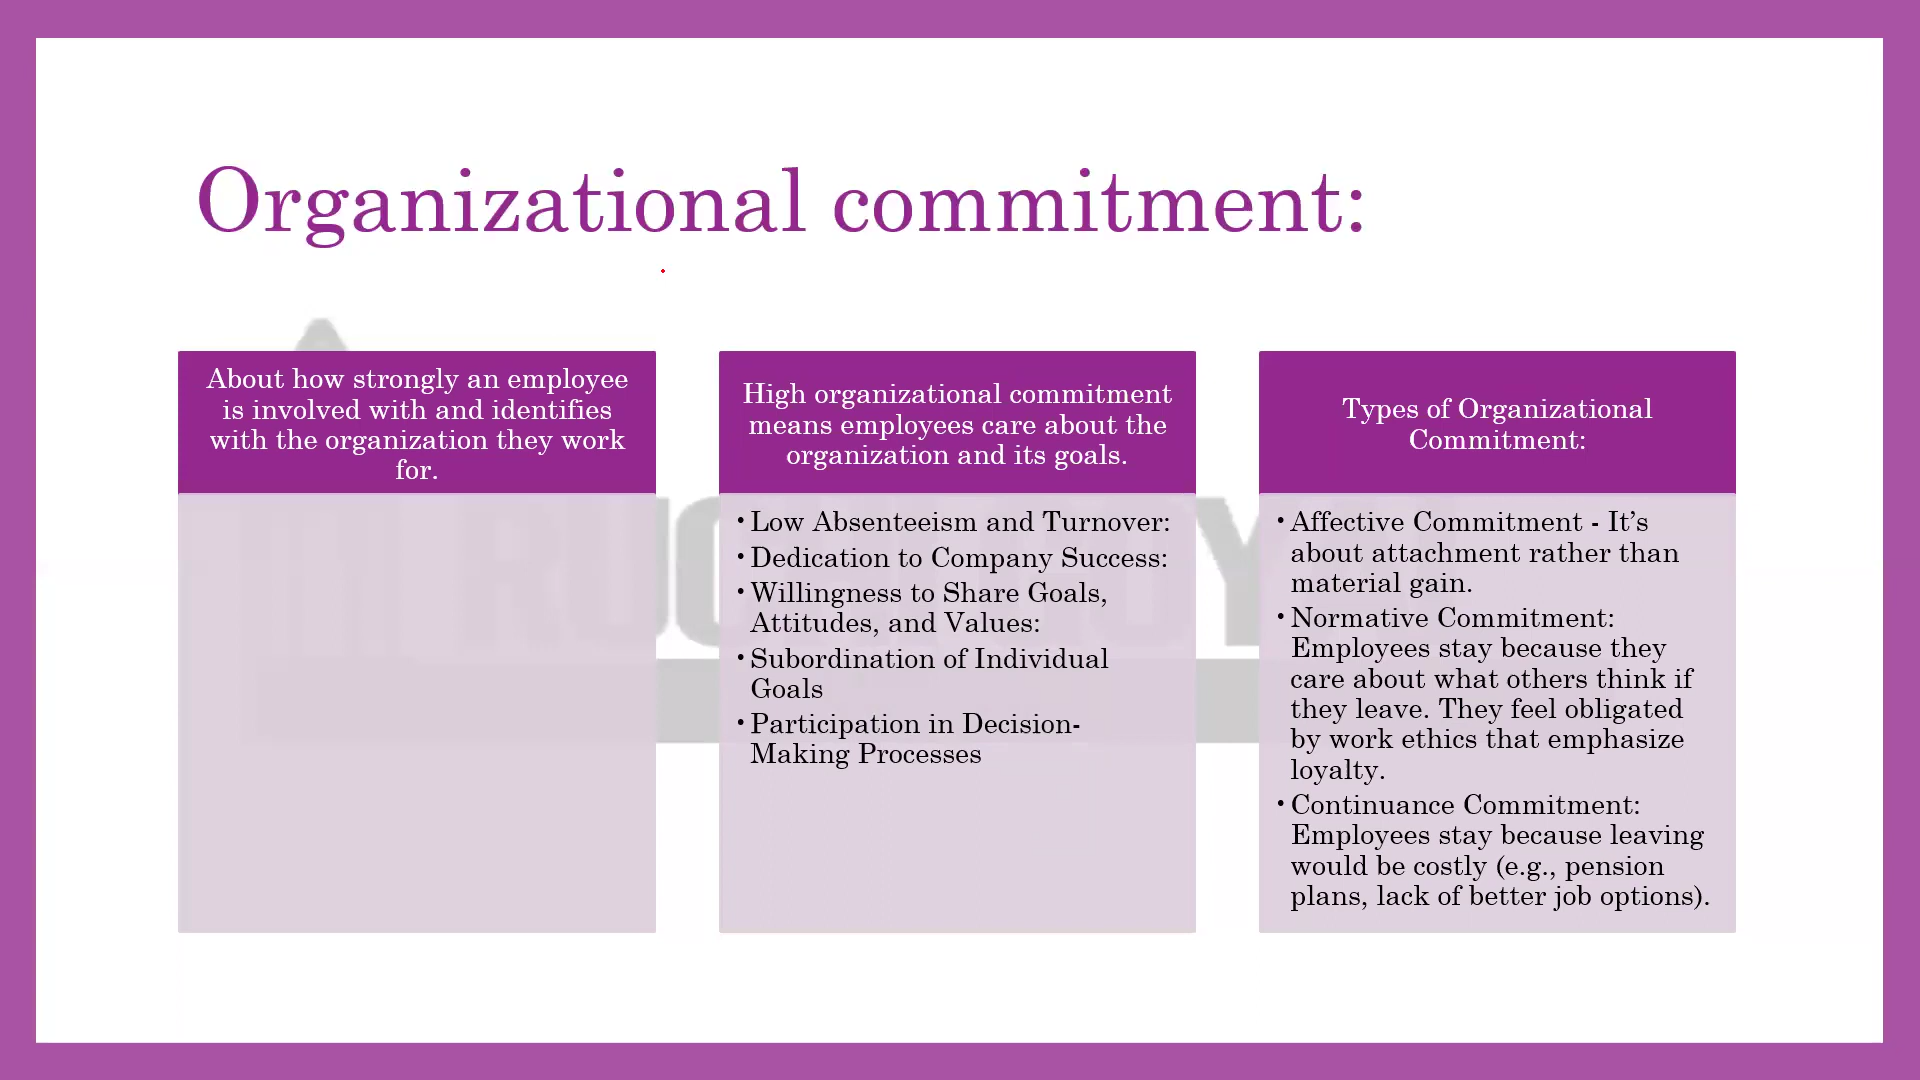 Organizational commitment:
About how strongly an employee
is involved with and identifies
with the organization they work
for.
High organizational commitment
means employees care about the
organization and its goals.
• Low Absenteeism and Turnover:
• Dedication to Company Success:
• Willingness to Share Goals,
Attitudes, and Values:
• Subordination of Individual
Goals
• Participation in Decision-
Making Processes
Types of Organizational
Commitment:
• Affective Commitment - It’s
about attachment rather than
material gain.
• Normative Commitment:
Employees stay because they
care about what others think if
they leave. They feel obligated
by work ethics that emphasize
loyalty.
• Continuance Commitment:
Employees stay because leaving
would be costly (e.g., pension
plans, lack of better job options).